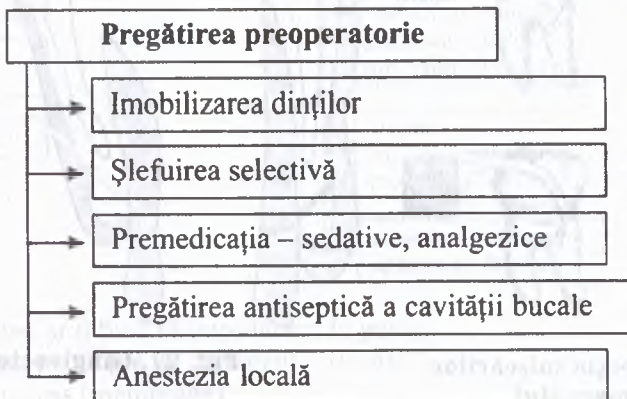 Pregătirea preoperatorie
Imobilizarea dinţilor
Şlefuirea selectivă
Premedicaţia – sedative, analgezice
Pregătirea antiseptică a cavităţii bucale
Anestezia locală